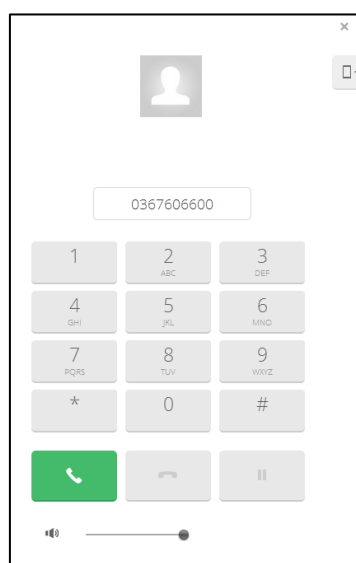 0367606600
1 2 3
ABC DEF
4 5 6
GHI JKL MNO
7 8 9
PQRS TUV WXYZ
* 0 #